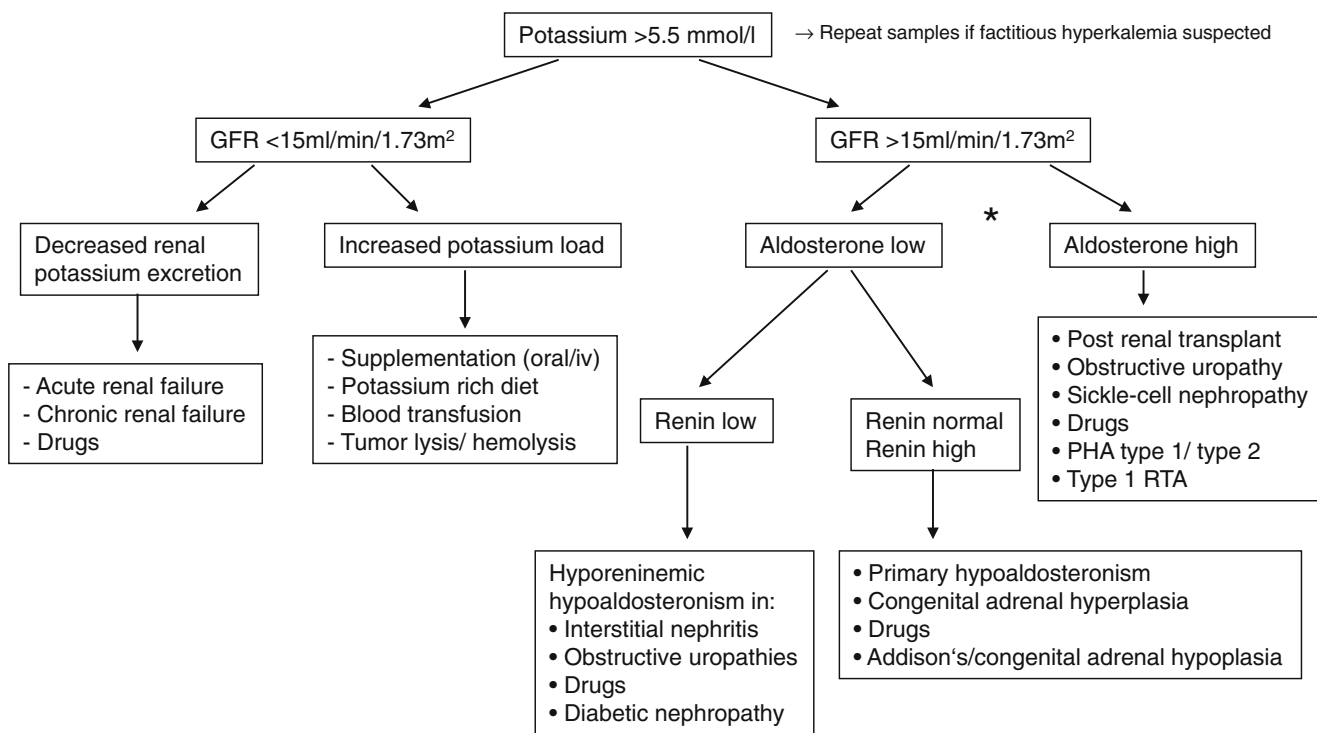 Potassium >5.5 mmol/l
→ Repeat samples if factitious hyperkalemia suspected
GFR <15ml/min/1.73m²
GFR >15ml/min/1.73m²
*
Decreased renal
potassium excretion
Increased potassium load
Aldosterone low
Aldosterone high
- Acute renal failure
- Chronic renal failure
- Drugs
- Supplementation (oral/iv)
- Potassium rich diet
- Blood transfusion
- Tumor lysis/ hemolysis
Renin low
Renin normal
Renin high
• Post renal transplant
• Obstructive uropathy
• Sickle-cell nephropathy
• Drugs
• PHA type 1/ type 2
• Type 1 RTA
Hyporeninemic
hypoaldosteronism in:
• Interstitial nephritis
• Obstructive uropathies
• Drugs
• Diabetic nephropathy
• Primary hypoaldosteronism
• Congenital adrenal hyperplasia
• Drugs
• Addison‘s/congenital adrenal hypoplasia